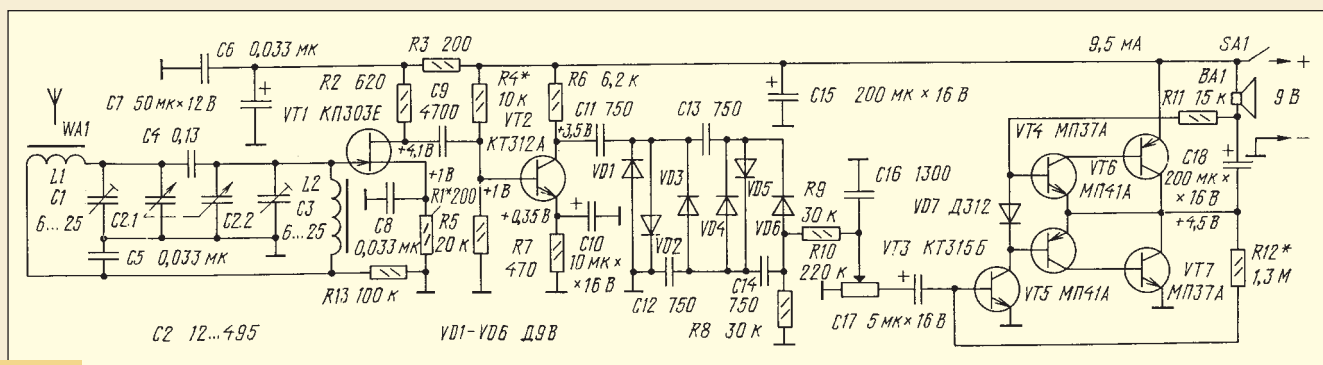 C6 0,033 мк
R3 200
9,5 мА
SA1
+
R2 620
C9
4700
R4*
10 к
R6 6,2 к
BA1
9 В
—
C7 50 мк×12 В
+
VT1 КП303Е
VT2
КТ312А
C11 750
C13 750
+
C15 200 мк × 16 В
R11 15 к
WA1
C4 0,13
+4,1 В
+3,5 В
VT4 МП37А
VT6
МП41А
+
C18
200 мк×
×16 В
L1
C1
6...25
C2.1
C2.2
L2
C3
6...25
C8
0,033 мк
+1 В
R1*200
R5
20 к
+1 В
+0,35 В
R7
470
+
C10
10 мк×
×16 В
VD1
VD2
VD3
VD4
VD5
VD6
R9
30 к
C16 1300
VD7 Д312
+4,5 В
C5 0,033 мк
R13 100 к
C12 750
C14
750
R8 30 к
R10
220 к
VT3 КТ315Б
+
C17 5 мк×16 В
VT5 МП41А
VT7
МП37А
R12*
1,3 М
C2 12...495
VD1-VD6 Д9В